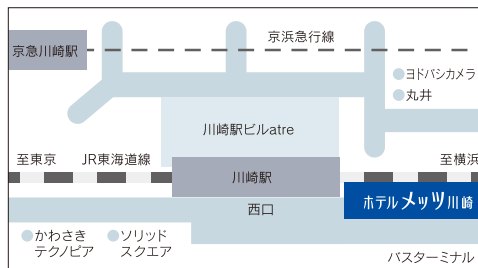 京浜急行線
京急川崎駅
ヨドバシカメラ
丸井
川崎駅ビルatre
至東京
JR東海道線
川崎駅
至横浜
ホテルメッツ川崎
西口
かわさき
テクノピア
ソリッド
スクエア
バスターミナル